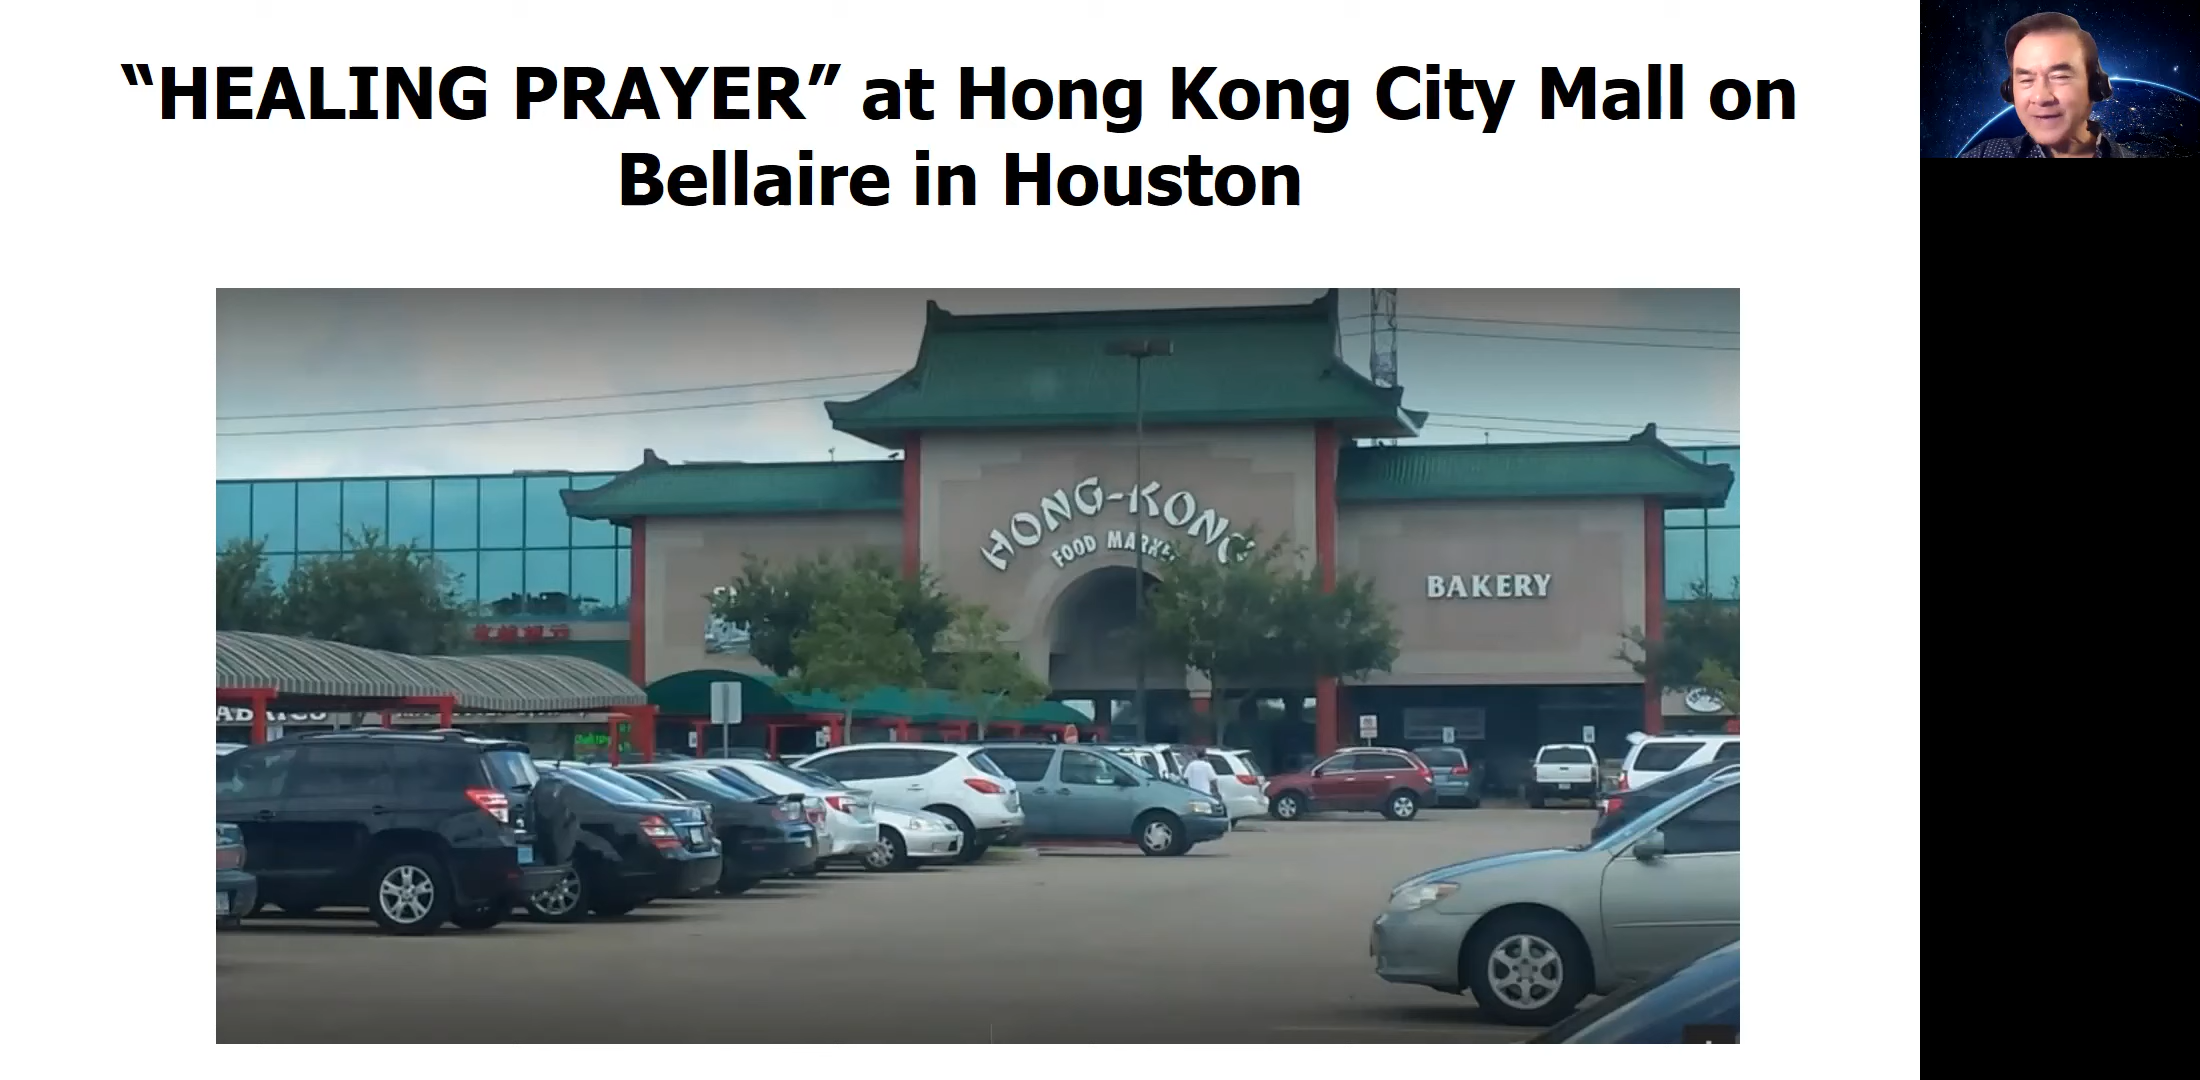 “HEALING PRAYER” at Hong Kong City Mall on
Bellaire in Houston
HONG-KONG
FOOD MARKET
BAKERY